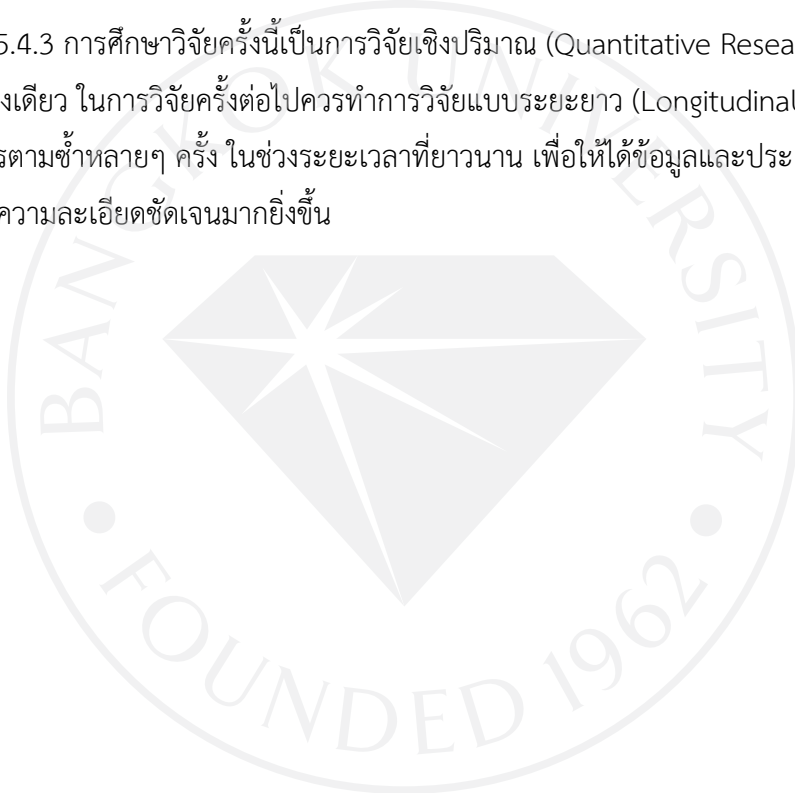 5.4.3 การศึกษาวิจัยครั้งนี้เป็นการวิจัยเชิงปริมาณ (Quantitative Resea
งเดียว ในการวิจัยครั้งต่อไปควรทำการวิจัยแบบระยะยาว (Longitudinal
รตามซ้ำหลายๆ ครั้ง ในช่วงระยะเวลาที่ยาวนาน เพื่อให้ได้ข้อมูลและประ
ความละเอียดชัดเจนมากยิ่งขึ้น
BANGKOK UNIVERSITY
FOUNDED 1962